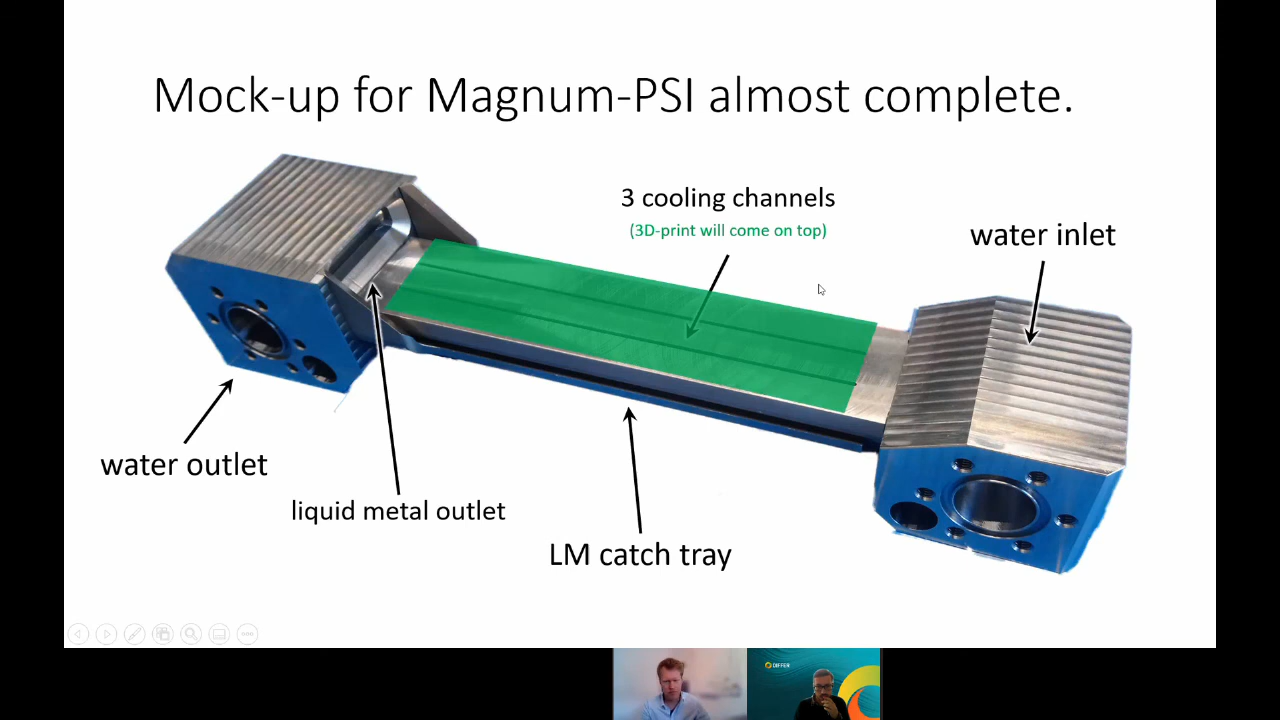 Mock-up for Magnum-PSI almost complete.
3 cooling channels
(3D-print will come on top)
water inlet
water outlet
liquid metal outlet
LM catch tray
DIFFER